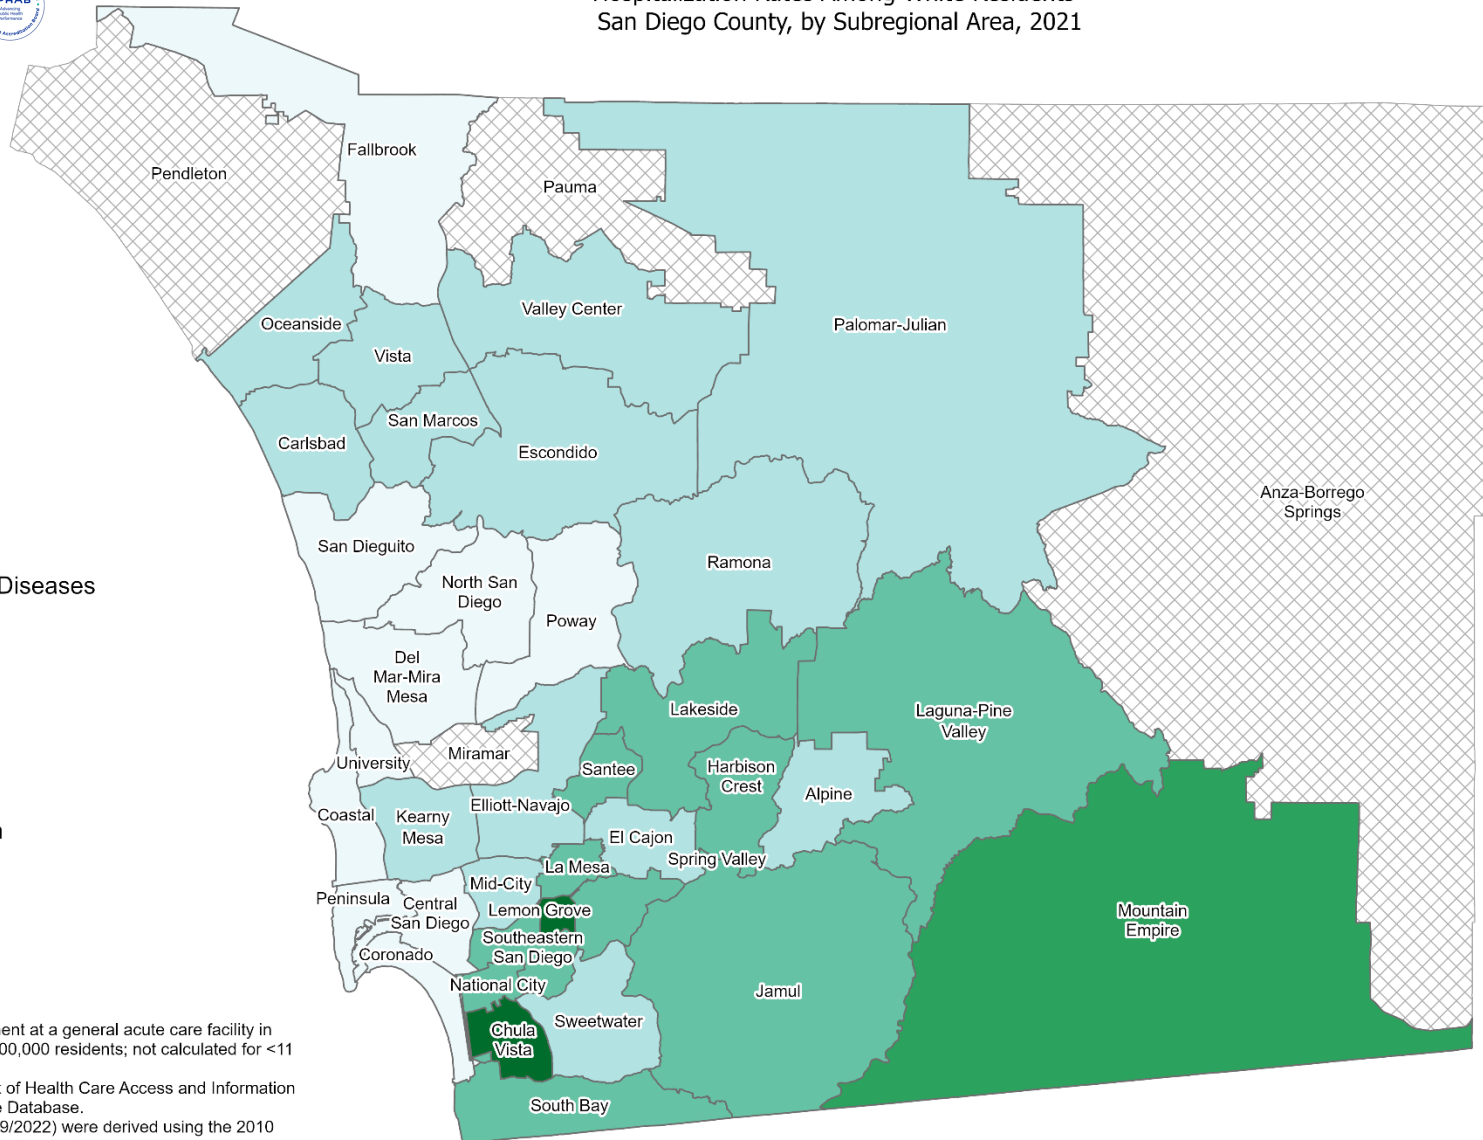 San Diego County, by Subregional Area, 2021
Advancing
Public Health
Performance
Fallbrook
Pendleton
Pauma
Valley Center
Oceanside
Palomar-Julian
Vista
San Marcos
Carlsbad
Escondido
Anza-Borrego
Springs
San Dieguito
Ramona
North San
Diego
Diseases
Poway
Del
Mar-Mira
Mesa
Lakeside
Laguna-Pine
Valley
Miramar
University
Santee
Harbison
Crest
Alpine
Elliott-Navajo
Coastal
Kearny
Mesa
El Cajon
Spring Valley
La Mesa
Mid-City
Peninsula
Central
San Diego
Lemon Grove
Mountain
Empire
Southeastern
San Diego
Coronado
National City
Jamul
Sweetwater
Chula
Vista
South Bay
ent at a general acute care facility in
00,000 residents; not calculated for <11
of Health Care Access and Information
Database.
9/2022) were derived using the 2010